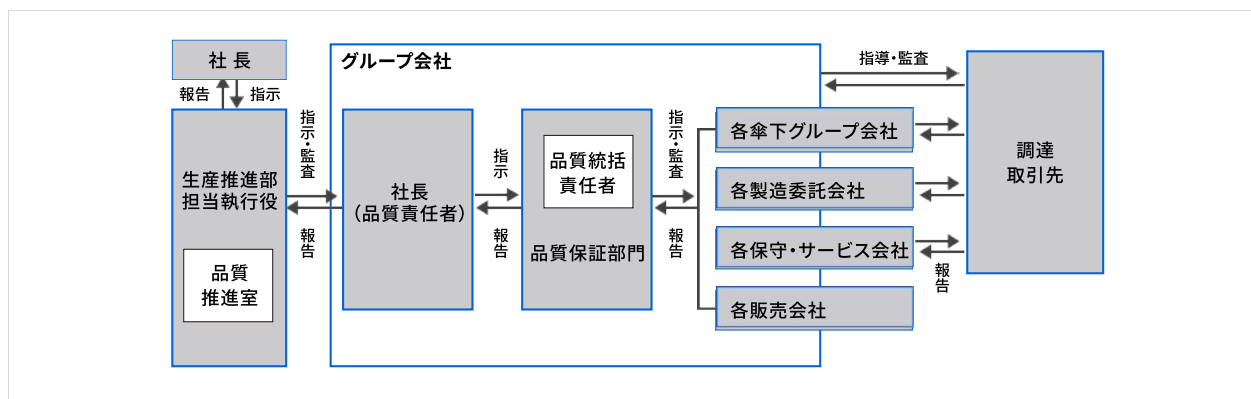 社 長
報告
指示
生産推進部
担当執行役
品質
推進室
指示・監査
報告
グループ会社
社長
（品質責任者）
指示
報告
品質統括
責任者
品質保証部門
指示・監査
報告
各傘下グループ会社
各製造委託会社
各保守・サービス会社
各販売会社
指導・監査
報告
調達
取引先